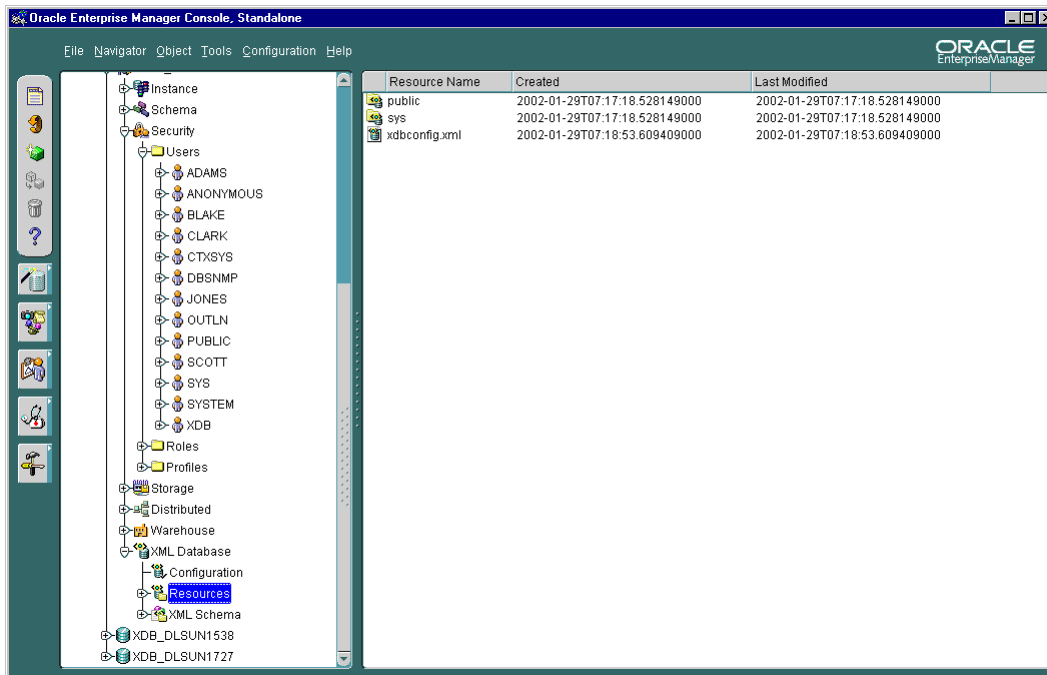 Oracle Enterprise Manager Console, Standalone
File Navigator Object Tools Configuration Help
ORACLE
EnterpriseManager
Instance
Schema
Security
Users
ADAMS
ANONYMOUS
BLAKE
CLARK
CTXSYS
DBSNMP
JONES
OUTLN
PUBLIC
SCOTT
SYS
SYSTEM
XDB
Roles
Profiles
Storage
Distributed
Warehouse
XML Database
Configuration
Resources
XML Schema
XDB_DLSUN1538
XDB_DLSUN1727
Resource Name Created Last Modified
public 2002-01-29T07:17:18.528149000 2002-01-29T07:17:18.528149000
sys 2002-01-29T07:17:18.528149000 2002-01-29T07:17:18.528149000
xdbconfig.xml 2002-01-29T07:18:53.609409000 2002-01-29T07:18:53.609409000